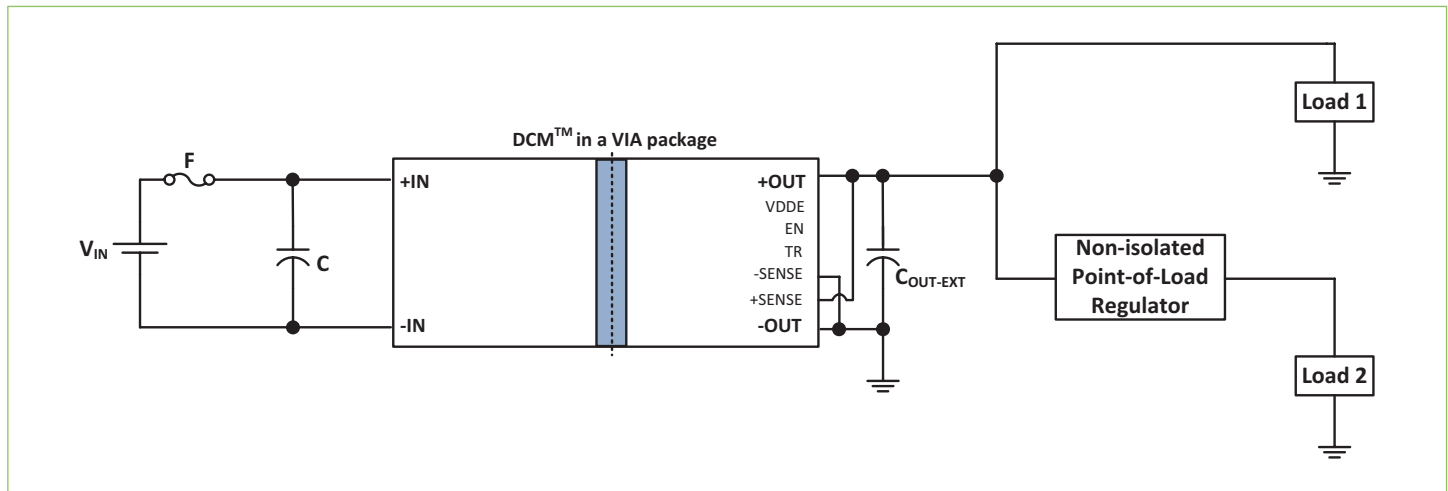 DCM™ in a VIA package
F
VIN
C
+IN
-IN
+OUT
VDDE
EN
TR
-SENSE
+SENSE
-OUT
COUT-EXT
Non-isolated
Point-of-Load
Regulator
Load 1
Load 2